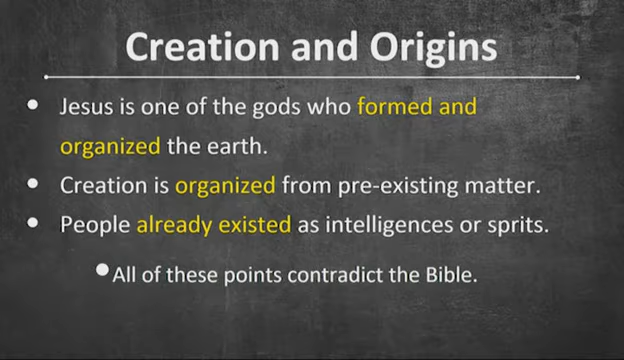 Creation and Origins
• Jesus is one of the gods who formed and
organized the earth.
• Creation is organized from pre-existing matter.
• People already existed as intelligences or sprits.
• All of these points contradict the Bible.